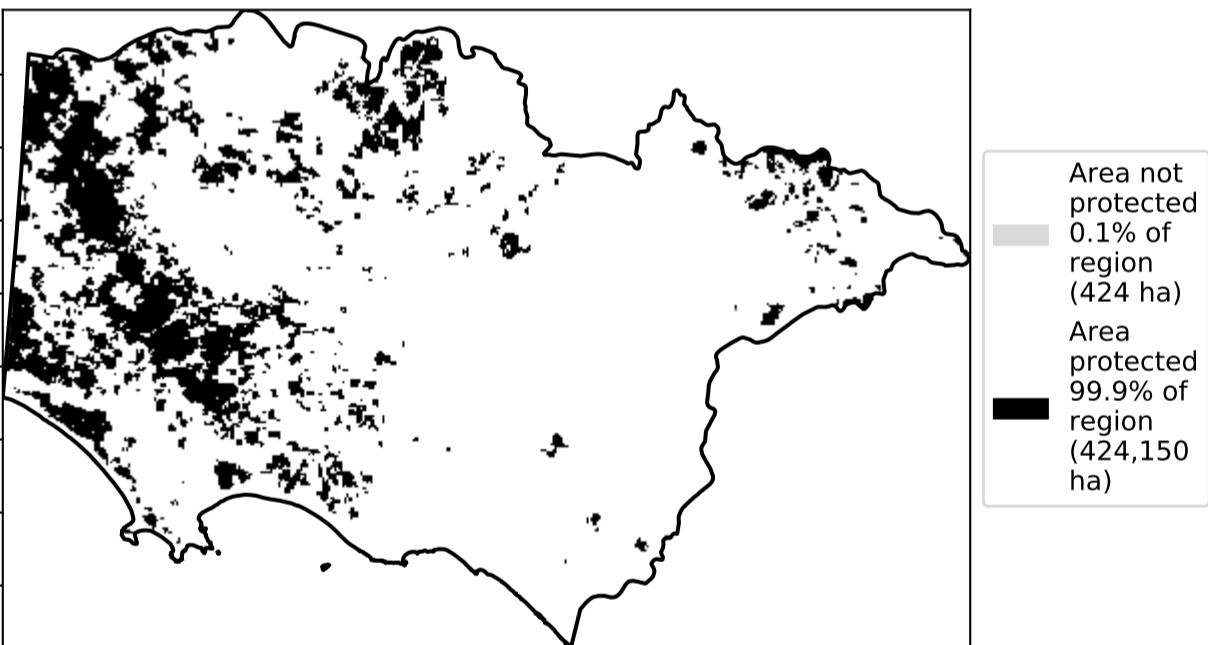 Area not
protected
0.1% of
region
(424 ha)
Area
protected
99.9% of
region
(424,150
ha)